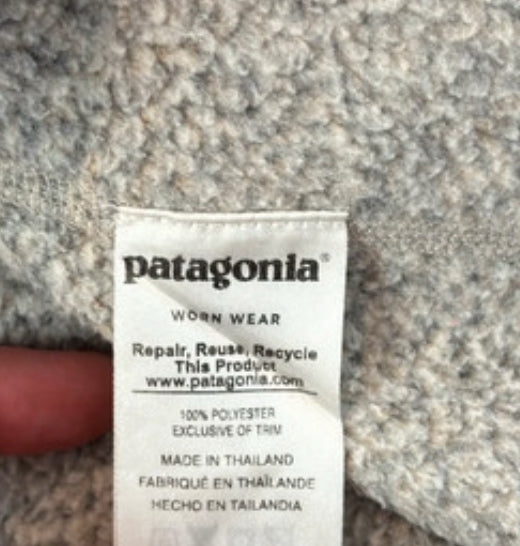 patagonia®
WORN WEAR
Repair, Reuse, Recycle
This Product
www.patagonia.com
100% POLYESTER
EXCLUSIVE OF TRIM
MADE IN THAILAND
FABRIQUÉ EN THAÏLANDE
HECHO EN TAILANDIA